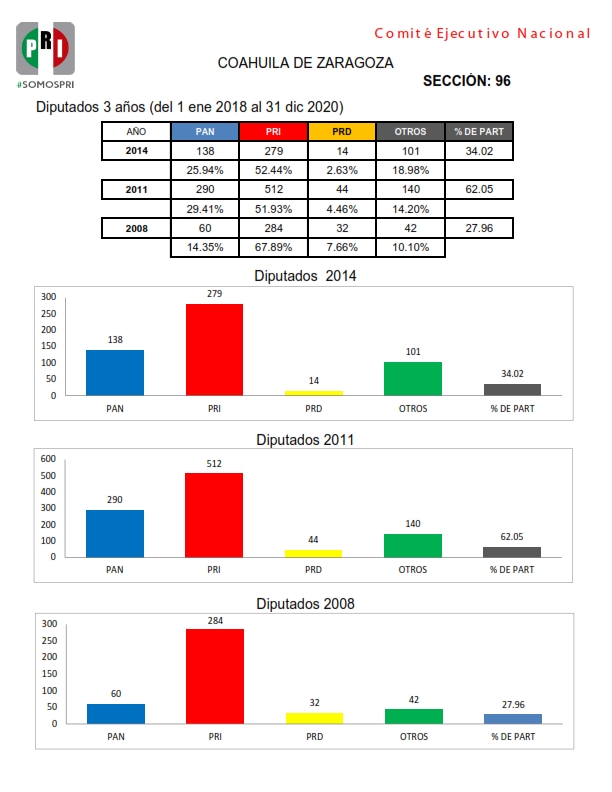 Comité Ejecutivo Nacional
PRI
#SOMOSPRI
COAHUILA DE ZARAGOZA
SECCIÓN: 96
Diputados 3 años (del 1 ene 2018 al 31 dic 2020)
AÑO PAN PRI PRD OTROS % DE PART
2014 138 279 14 101 34.02
25.94% 52.44% 2.63% 18.98%
2011 290 512 44 140 62.05
29.41% 51.93% 4.46% 14.20%
2008 60 284 32 42 27.96
14.35% 67.89% 7.66% 10.10%
Diputados 2014
300
250
200
150
100
50
0
138 279 14 101 34.02
PAN PRI PRD OTROS % DE PART
Diputados 2011
600
500
400
300
200
100
0
290 512 44 140 62.05
PAN PRI PRD OTROS % DE PART
Diputados 2008
300
250
200
150
100
50
0
60 284 32 42 27.96
PAN PRI PRD OTROS % DE PART